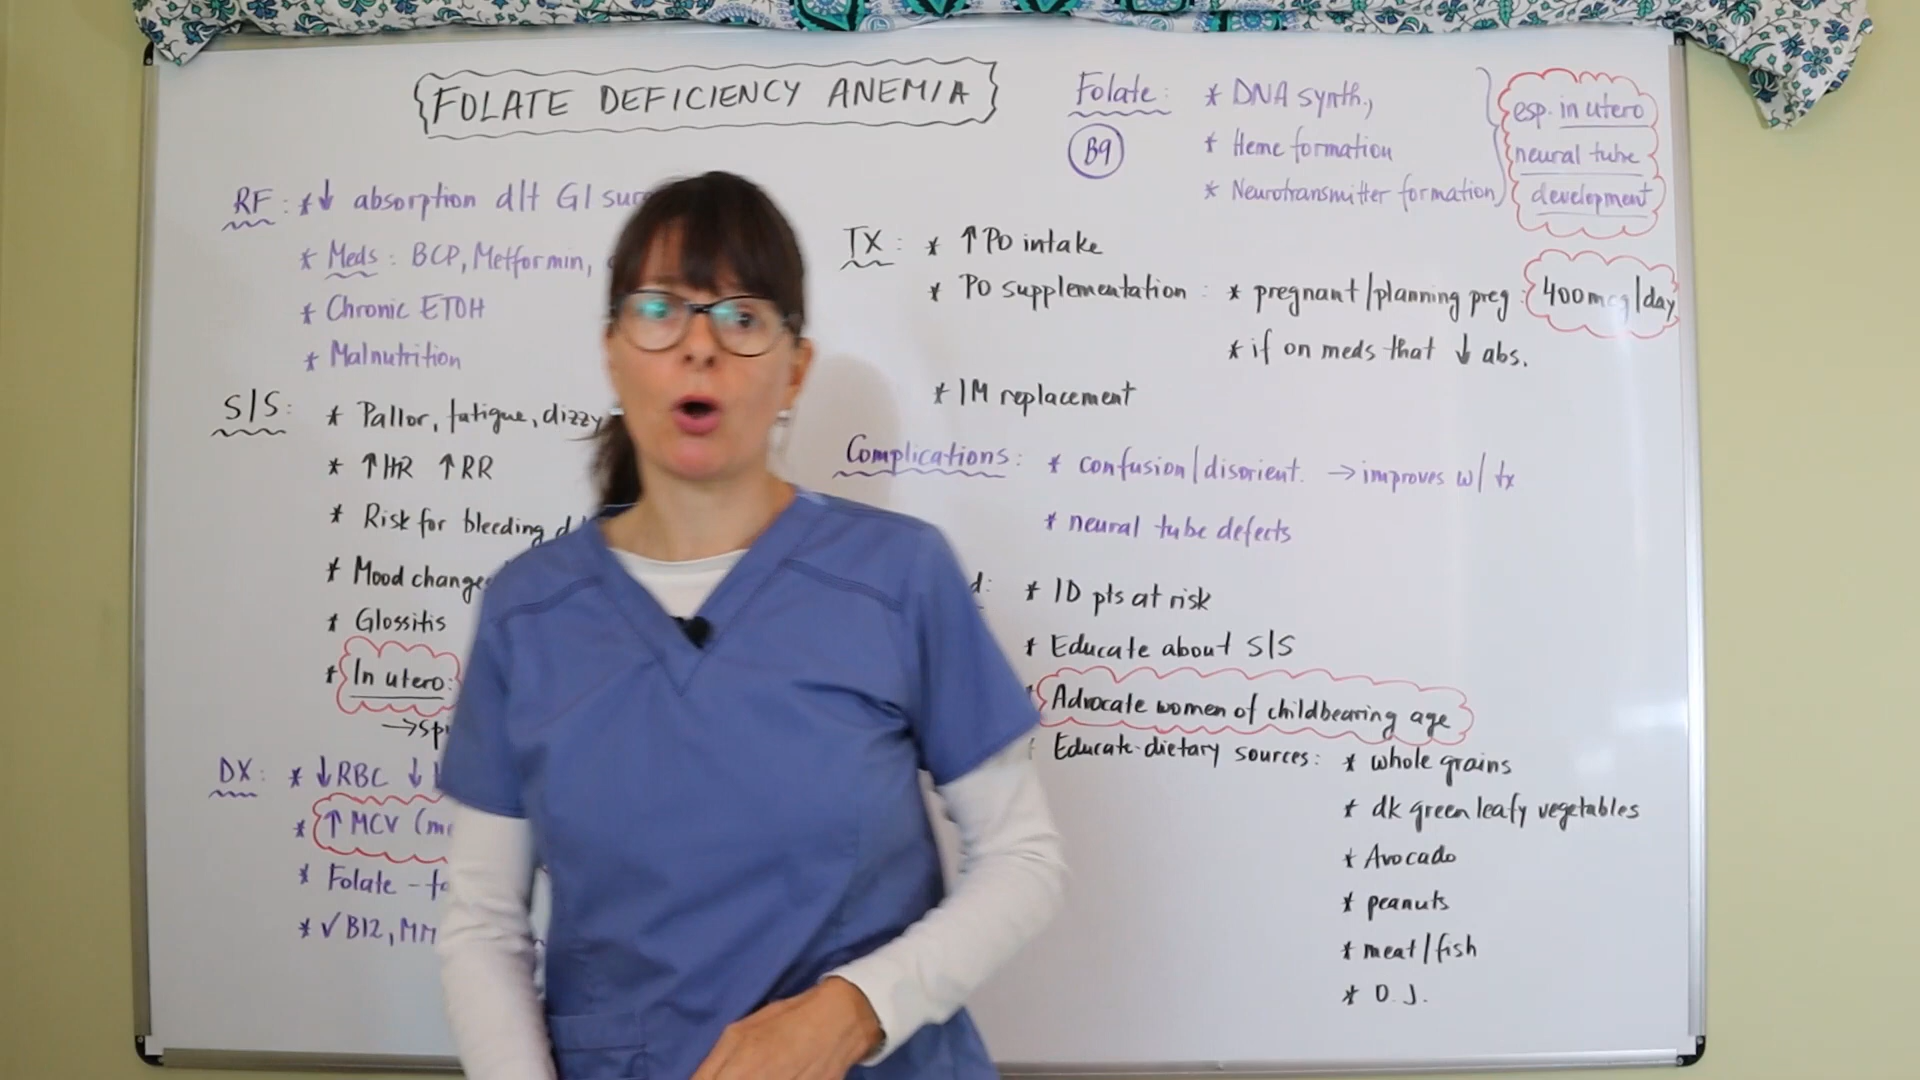 FOLATE DEFICIENCY ANEMIA
Folate: * DNA synth.,
B9
* Heme formation
* Neurotransmitter formation
esp. in utero
neural tube
development
RF: * ↓ absorption d/t GI
* Meds: BCP, Metformin,
* Chronic ETOH
* Malnutrition
S/S: * Pallor, fatigue, dizzy
* ↑HR ↑RR
* Risk for bleeding
* Mood change
* Glossitis
* In utero:
→
DX: * ↓RBC ↓
* ↑MCV
* Folate -
* √ B12,
TX: * ↑ PO intake
* PO supplementation: * pregnant/planning preg: 400mcg/day
* if on meds that ↓ abs.
* IM replacement
Complications: * confusion/disorient. → improves w/ tx
* neural tube defects
* ID pts at risk
* Educate about S/S
* Advocate women of childbearing age
* Educate-dietary sources: * whole grains
* dk green leafy vegetables
* Avocado
* peanuts
* meat/fish
* O.J.